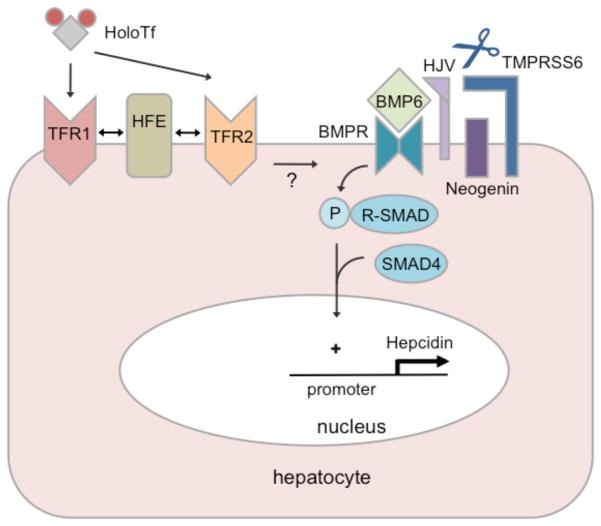 HoloTf
HJV
TMPRSS6
BMP6
TFR1
HFE
TFR2
BMPR
?
Neogenin
P
R-SMAD
SMAD4
+
Hepcidin
promoter
nucleus
hepatocyte